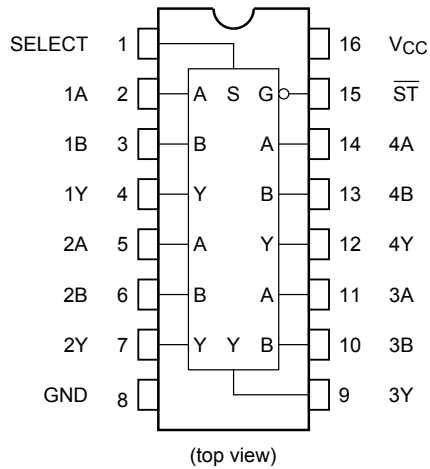 SELECT 1 16 VCC
1A 2 A S G 15 ST
1B 3 B A 14 4A
1Y 4 Y B 13 4B
2A 5 A Y 12 4Y
2B 6 B A 11 3A
2Y 7 Y Y B 10 3B
GND 8 9 3Y
(top view)